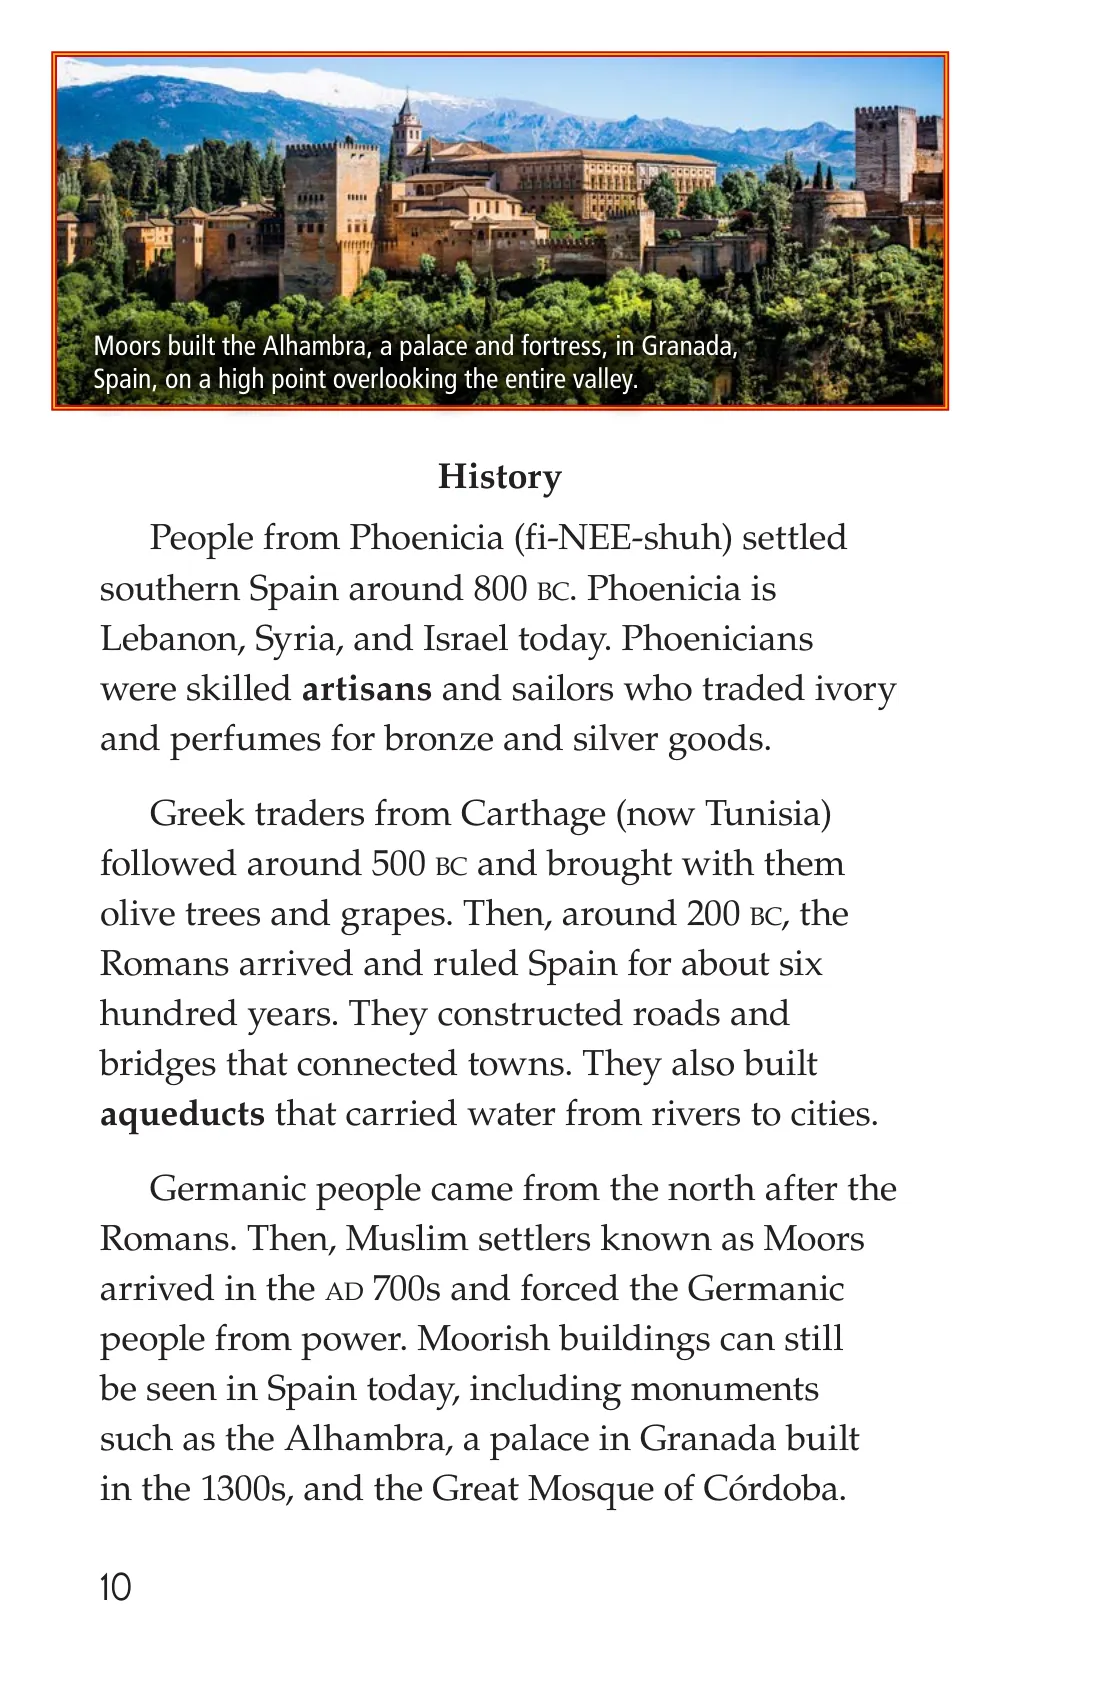 Moors built the Alhambra, a palace and fortress, in Granada,
Spain, on a high point overlooking the entire valley.
History
People from Phoenicia (fi-NEE-shuh) settled
southern Spain around 800 BC. Phoenicia is
Lebanon, Syria, and Israel today. Phoenicians
were skilled artisans and sailors who traded ivory
and perfumes for bronze and silver goods.
Greek traders from Carthage (now Tunisia)
followed around 500 BC and brought with them
olive trees and grapes. Then, around 200 BC, the
Romans arrived and ruled Spain for about six
hundred years. They constructed roads and
bridges that connected towns. They also built
aqueducts that carried water from rivers to cities.
Germanic people came from the north after the
Romans. Then, Muslim settlers known as Moors
arrived in the AD 700s and forced the Germanic
people from power. Moorish buildings can still
be seen in Spain today, including monuments
such as the Alhambra, a palace in Granada built
in the 1300s, and the Great Mosque of Córdoba.
10